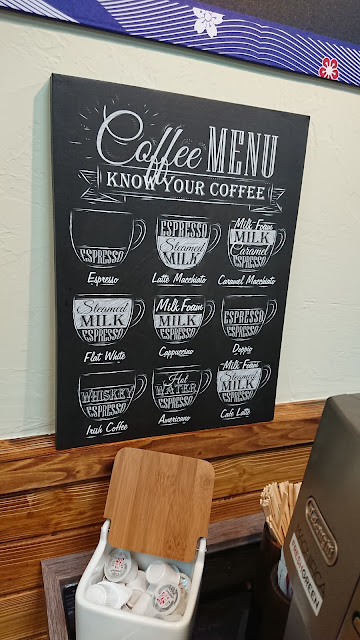 Coffee MENU
KNOW YOUR COFFEE
ESPRESSO
Espresso
ESPRESSO
Steamed
MILK
Latte Macchiato
Milk Foam
MILK
Caramel
ESPRESSO
Caramel Macchiato
Steamed
MILK
ESPRESSO
Flat White
Milk Foam
MILK
ESPRESSO
Cappuccino
ESPRESSO
Doppio
WHISKEY
ESPRESSO
Irish Coffee
Hot
WATER
ESPRESSO
Americano
Milk Foam
Steamed
MILK
ESPRESSO
Cafe Latte